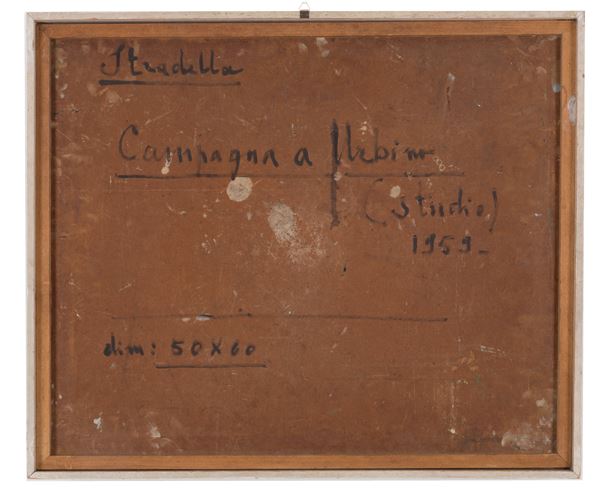 Stradella
Campagna a Urbino
(studio)
1959-
dim: 50X60